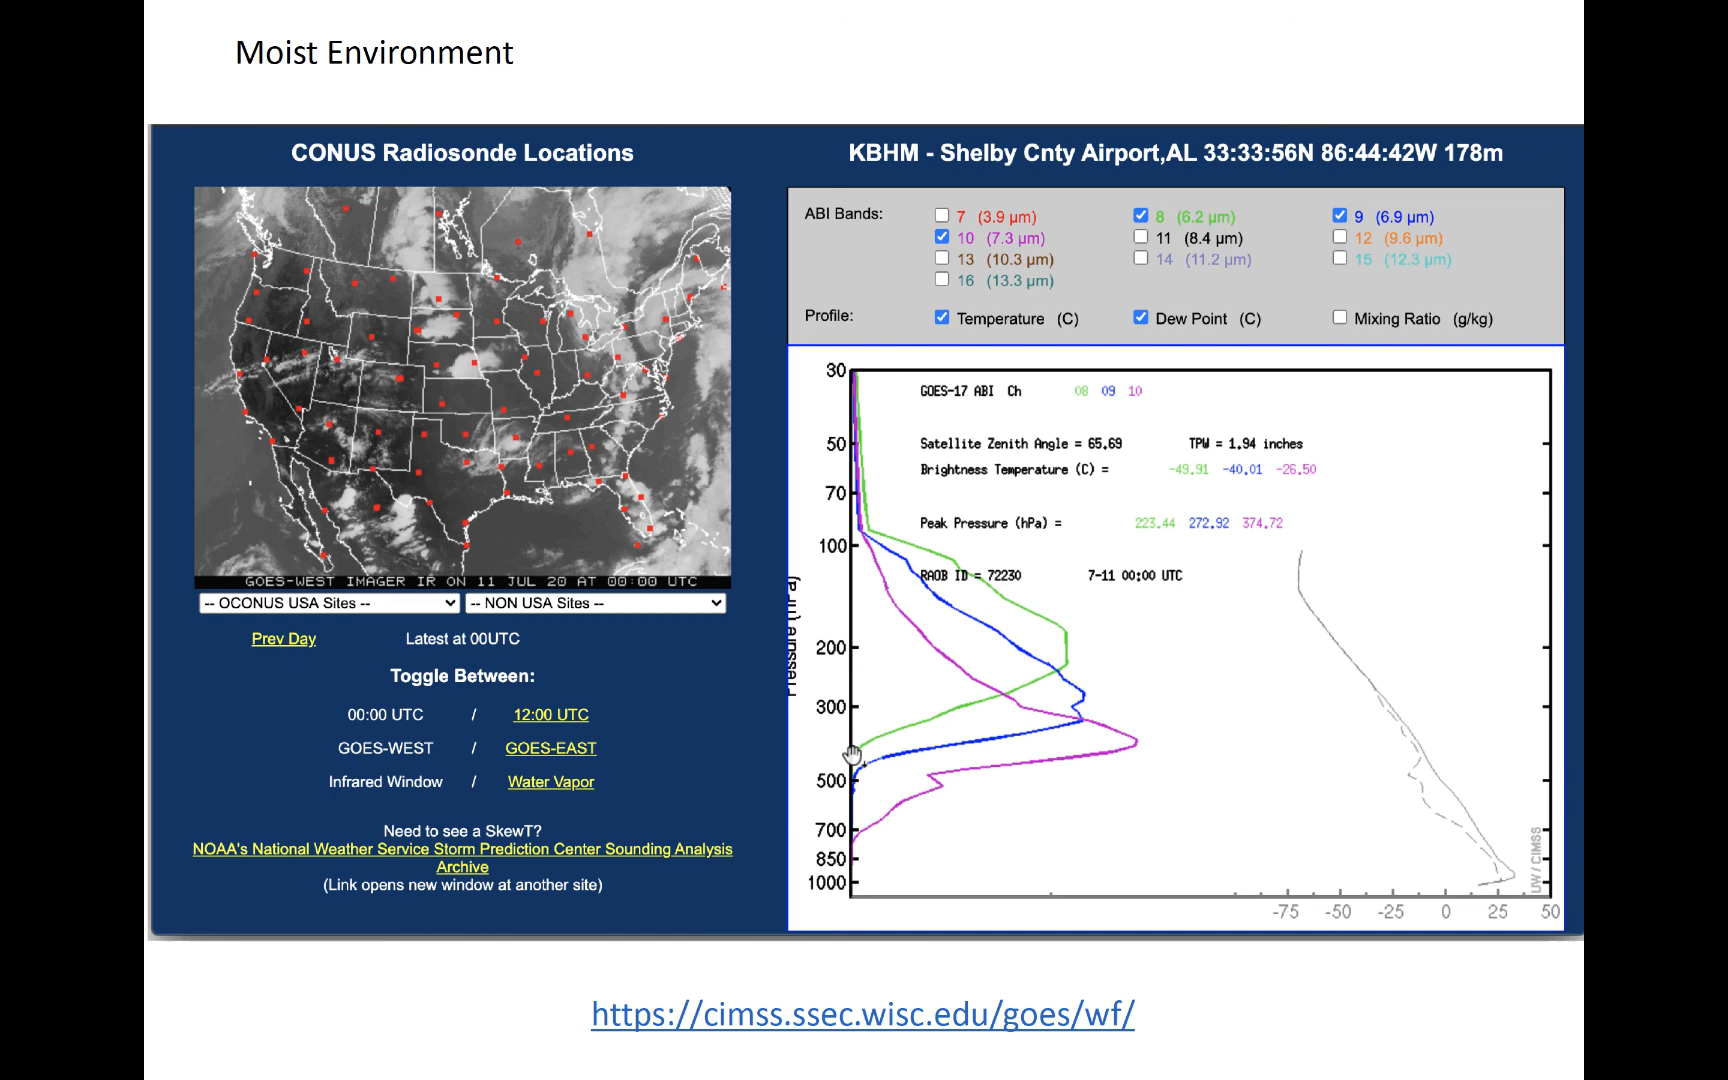 Moist Environment
CONUS Radiosonde Locations
GOES-WEST IMAGER IR ON 11 JUL 20 AT 00:00 UTC
-- OCONUS USA Sites --
-- NON USA Sites --
Prev Day Latest at 00UTC
Toggle Between:
00:00 UTC / 12:00 UTC
GOES-WEST / GOES-EAST
Infrared Window / Water Vapor
Need to see a SkewT?
NOAA's National Weather Service Storm Prediction Center Sounding Analysis
Archive
(Link opens new window at another site)
KBHM - Shelby Cnty Airport,AL 33:33:56N 86:44:42W 178m
ABI Bands: 7 (3.9 µm) 8 (6.2 µm) 9 (6.9 µm)
10 (7.3 µm) 11 (8.4 µm) 12 (9.6 µm)
13 (10.3 µm) 14 (11.2 µm) 15 (12.3 µm)
16 (13.3 µm)
Profile: Temperature (C) Dew Point (C) Mixing Ratio (g/kg)
GOES-17 ABI Ch 08 09 10
Satellite Zenith Angle = 65.69 TPW = 1.94 inches
Brightness Temperature (C) = -49.91 -40.01 -26.50
Peak Pressure (hPa) = 223.44 272.92 374.72
RAOB ID = 72230 7-11 00:00 UTC
Pressure (hPa)
30
50
70
100
200
300
500
700
850
1000
-75 -50 -25 0 25 50
UW / CIMSS
https://cimss.ssec.wisc.edu/goes/wf/